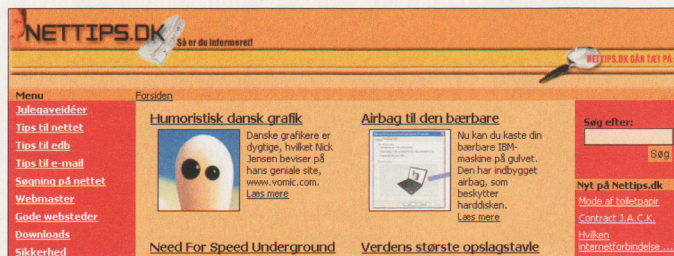 NETTIPS.DK
Så er du informeret!
NETTIPS.DK GÅR TÆT PÅ:
Menu
Forsiden
Julegaveidéer
Tips til nettet
Tips til edb
Tips til e-mail
Søgning på nettet
Webmaster
Gode websteder
Downloads
Sikkerhed
Humoristisk dansk grafik
Danske grafikere er
dygtige, hvilket Nick
Jensen beviser på
hans geniale site,
www.vomic.com.
Læs mere
Airbag til den bærbare
Nu kan du kaste din
bærbare IBM-
maskine på gulvet.
Den har indbygget
airbag, som
beskytter
harddisken.
Læs mere
Need For Speed Underground
Verdens største opslagstavle
Søg efter:
Søg
Nyt på Nettips.dk
Mode af toiletpapir
Contract J.A.C.K.
Hvilken
internetforbindelse ...